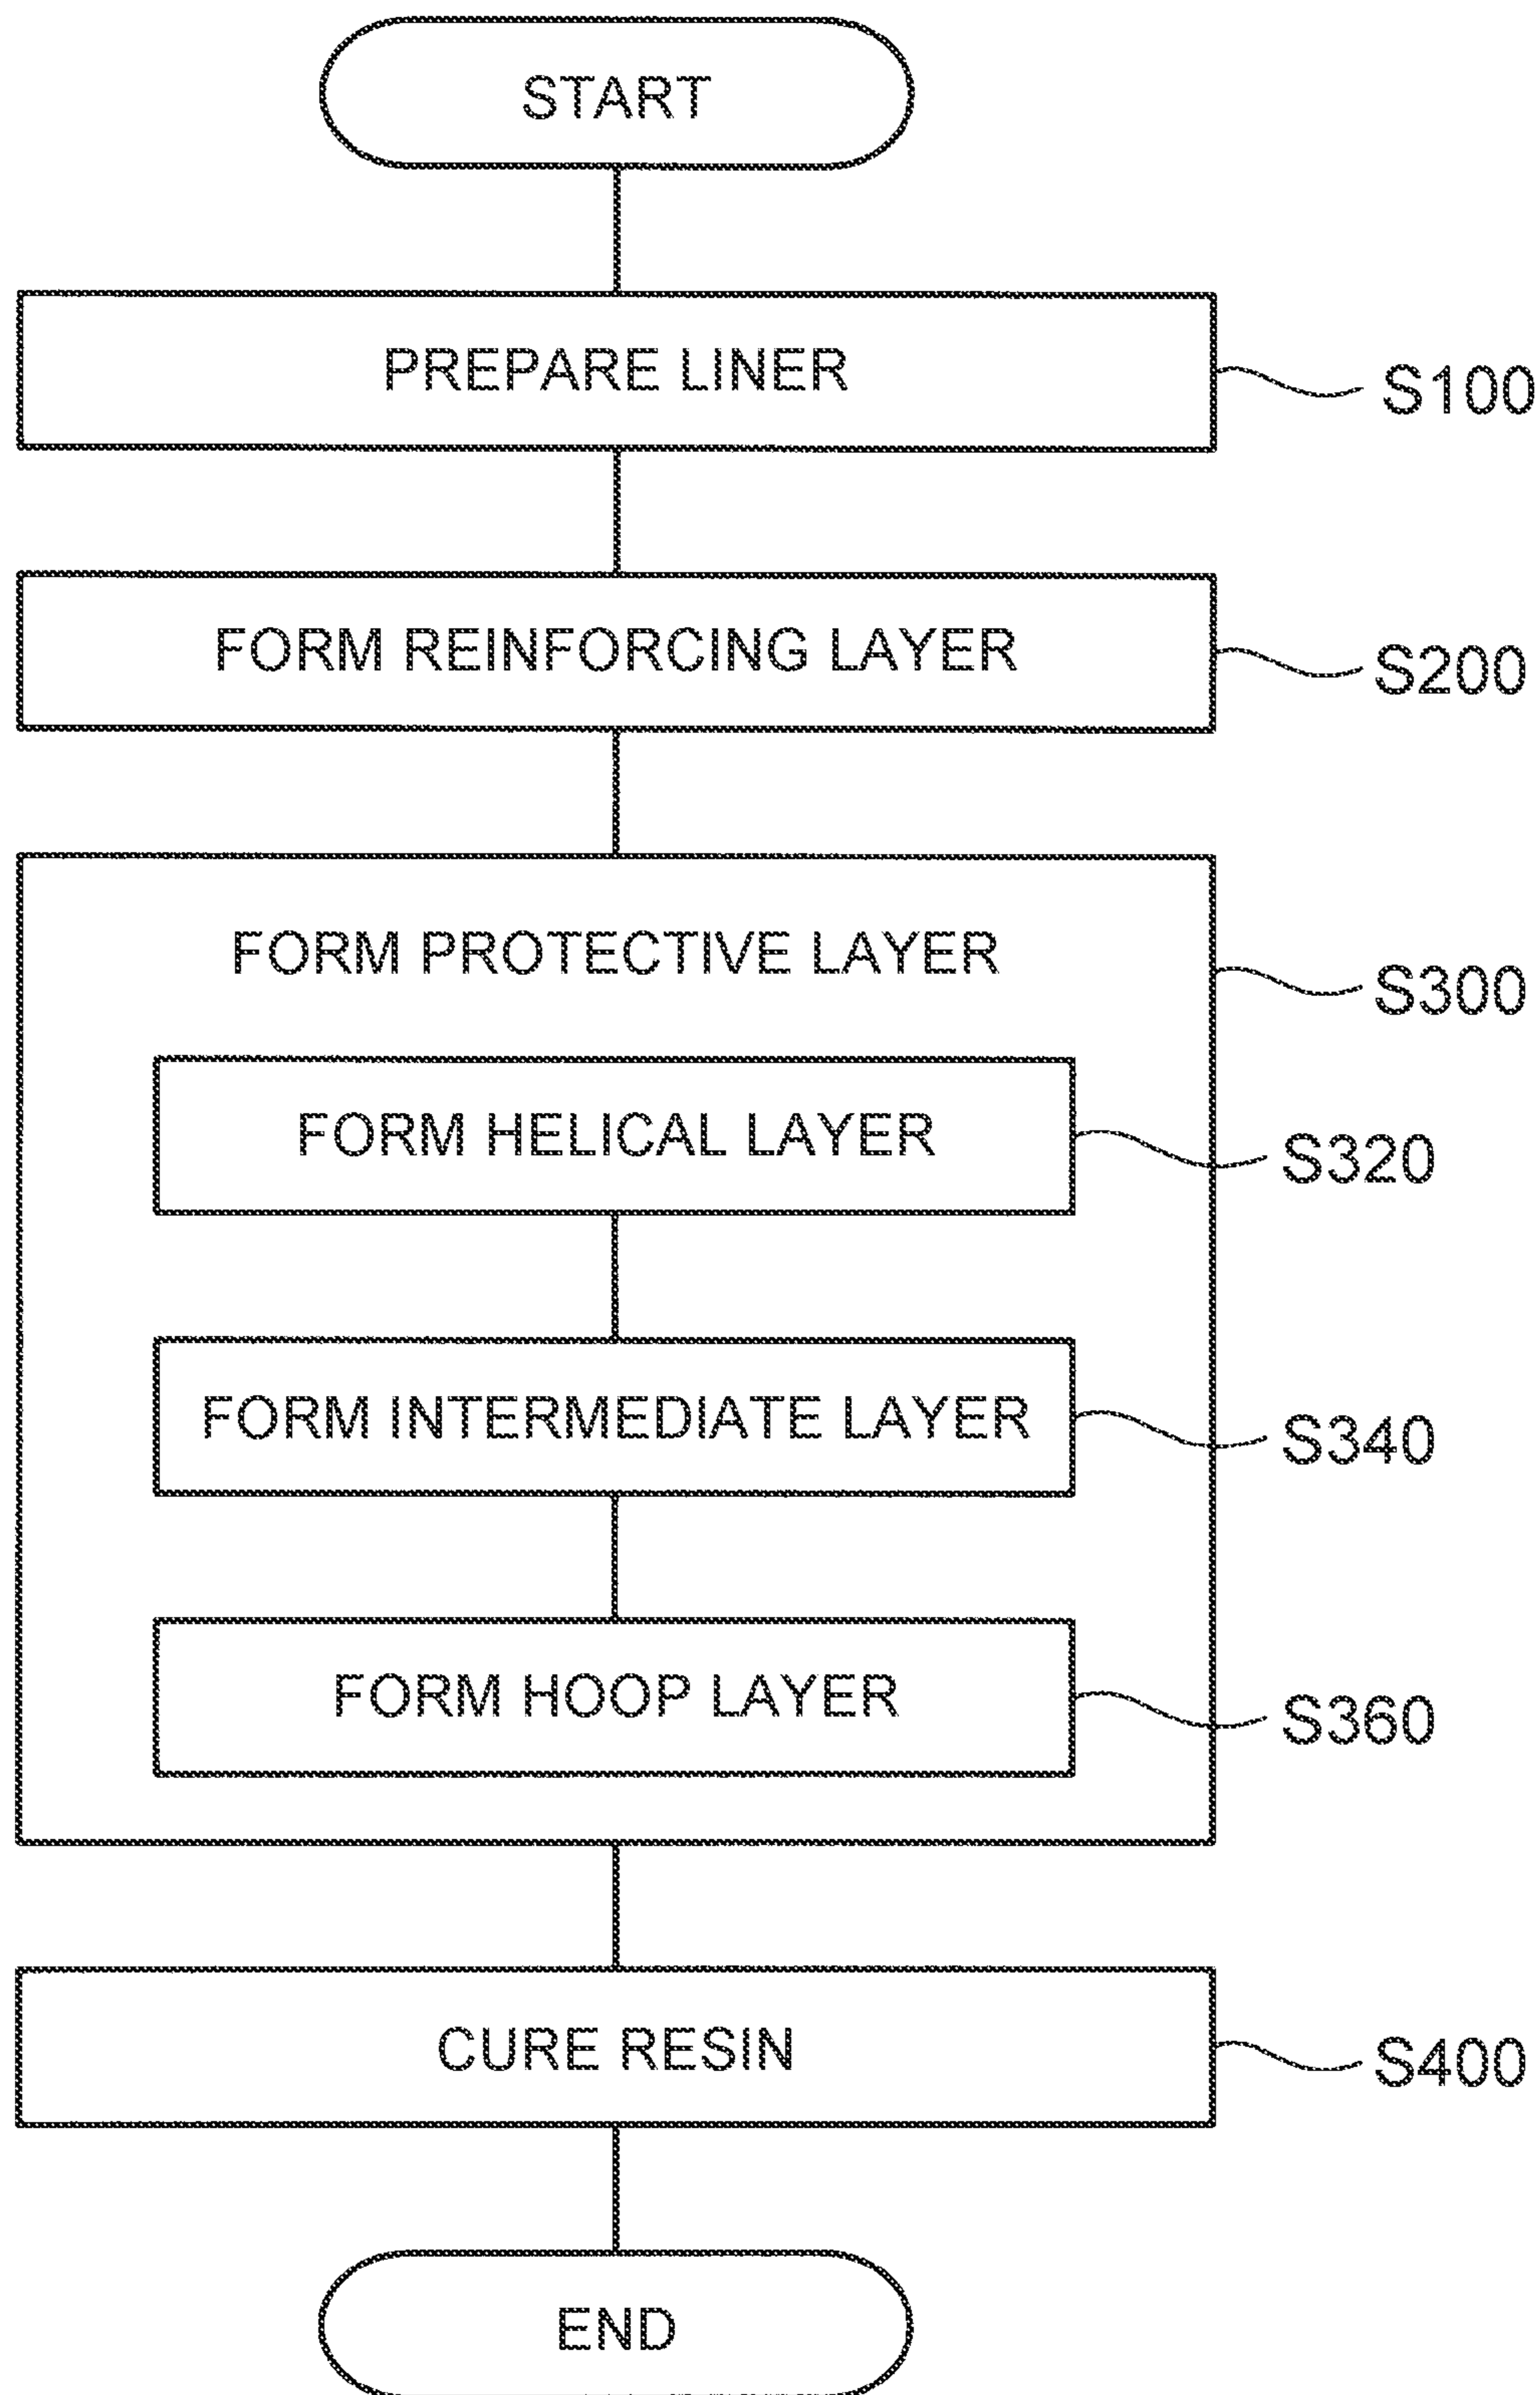 START
PREPARE LINER
S100
FORM REINFORCING LAYER
S200
FORM PROTECTIVE LAYER
S300
FORM HELICAL LAYER
S320
FORM INTERMEDIATE LAYER
S340
FORM HOOP LAYER
S360
CURE RESIN
S400
END